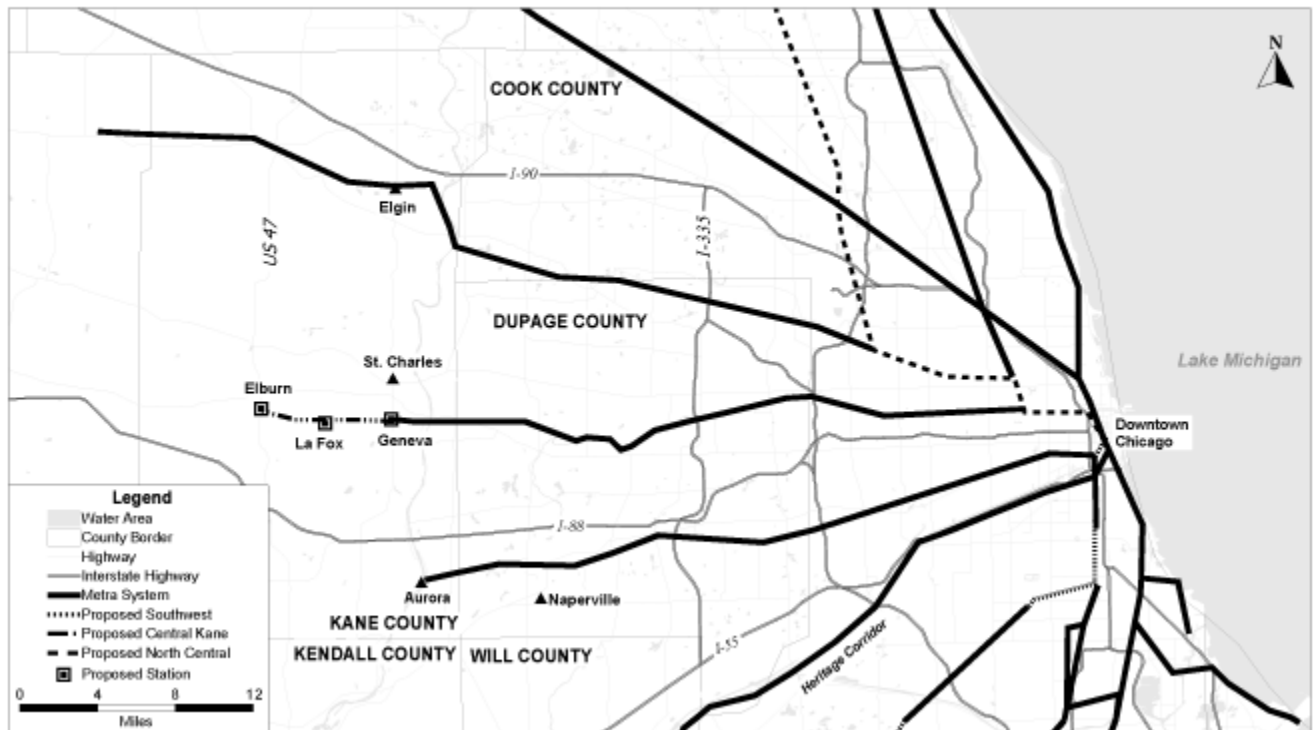 N
COOK COUNTY
I-90
Elgin
US 47
I-335
DUPAGE COUNTY
St. Charles
Lake Michigan
Elburn
La Fox
Geneva
Downtown
Chicago
Legend
Water Area
County Border
Highway
Interstate Highway
Metra System
Proposed Southwest
Proposed Central Kane
Proposed North Central
Proposed Station
0 4 8 12
Miles
I-88
Aurora
Naperville
KANE COUNTY
KENDALL COUNTY
WILL COUNTY
I-55
Heritage Corridor